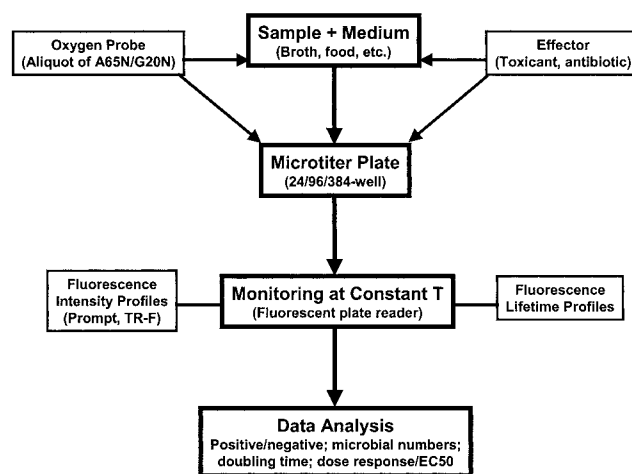 Sample + Medium
(Broth, food, etc.)
Oxygen Probe
(Aliquot of A65N/G20N)
Effector
(Toxicant, antibiotic)
Microtiter Plate
(24/96/384-well)
Fluorescence
Intensity Profiles
(Prompt, TR-F)
Monitoring at Constant T
(Fluorescent plate reader)
Fluorescence
Lifetime Profiles
Data Analysis
Positive/negative; microbial numbers;
doubling time; dose response/EC50